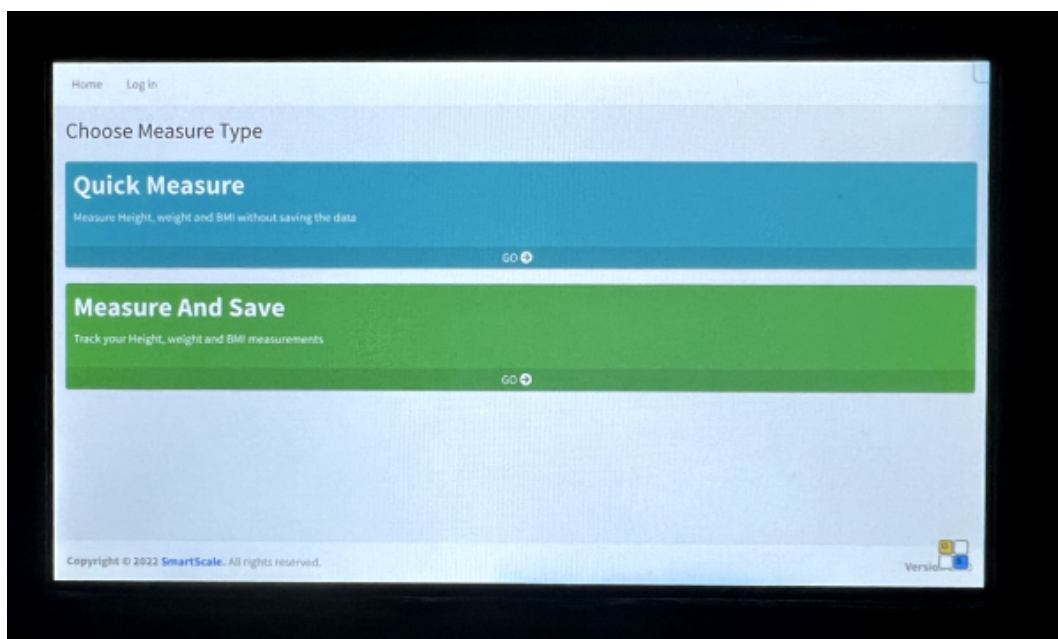 Home Log in
Choose Measure Type
Quick Measure
Measure Height, weight and BMI without saving the data
GO
Measure And Save
Track your Height, weight and BMI measurements
GO
Copyright © 2022 SmartScale. All rights reserved.